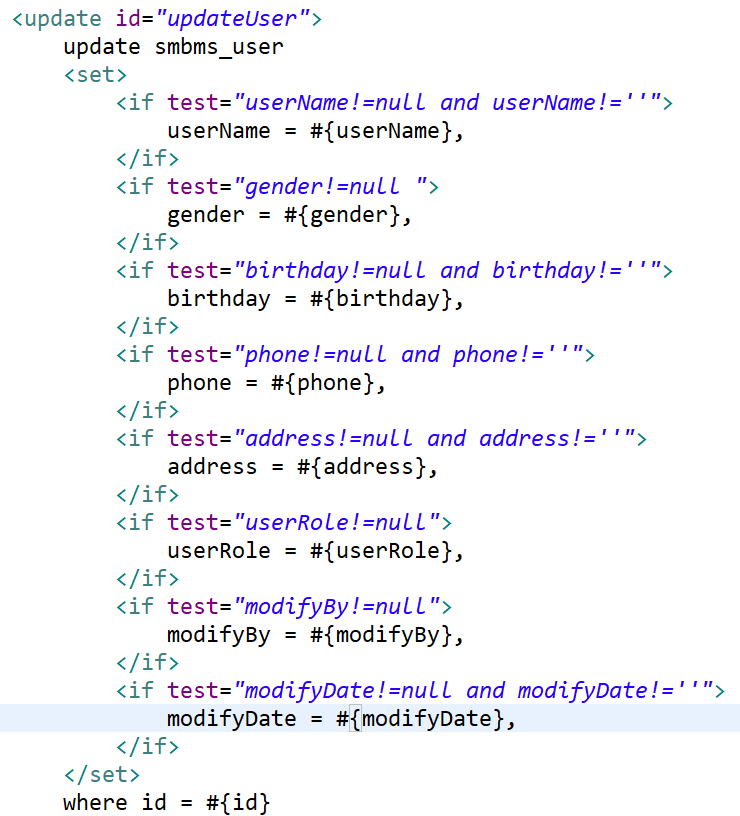 <update id="updateUser">
    update smbms_user
    <set>
        <if test="userName!=null and userName!=''">
            userName = #{userName},
        </if>
        <if test="gender!=null ">
            gender = #{gender},
        </if>
        <if test="birthday!=null and birthday!=''">
            birthday = #{birthday},
        </if>
        <if test="phone!=null and phone!=''">
            phone = #{phone},
        </if>
        <if test="address!=null and address!=''">
            address = #{address},
        </if>
        <if test="userRole!=null">
            userRole = #{userRole},
        </if>
        <if test="modifyBy!=null">
            modifyBy = #{modifyBy},
        </if>
        <if test="modifyDate!=null and modifyDate!=''">
            modifyDate = #{modifyDate},
        </if>
    </set>
    where id = #{id}